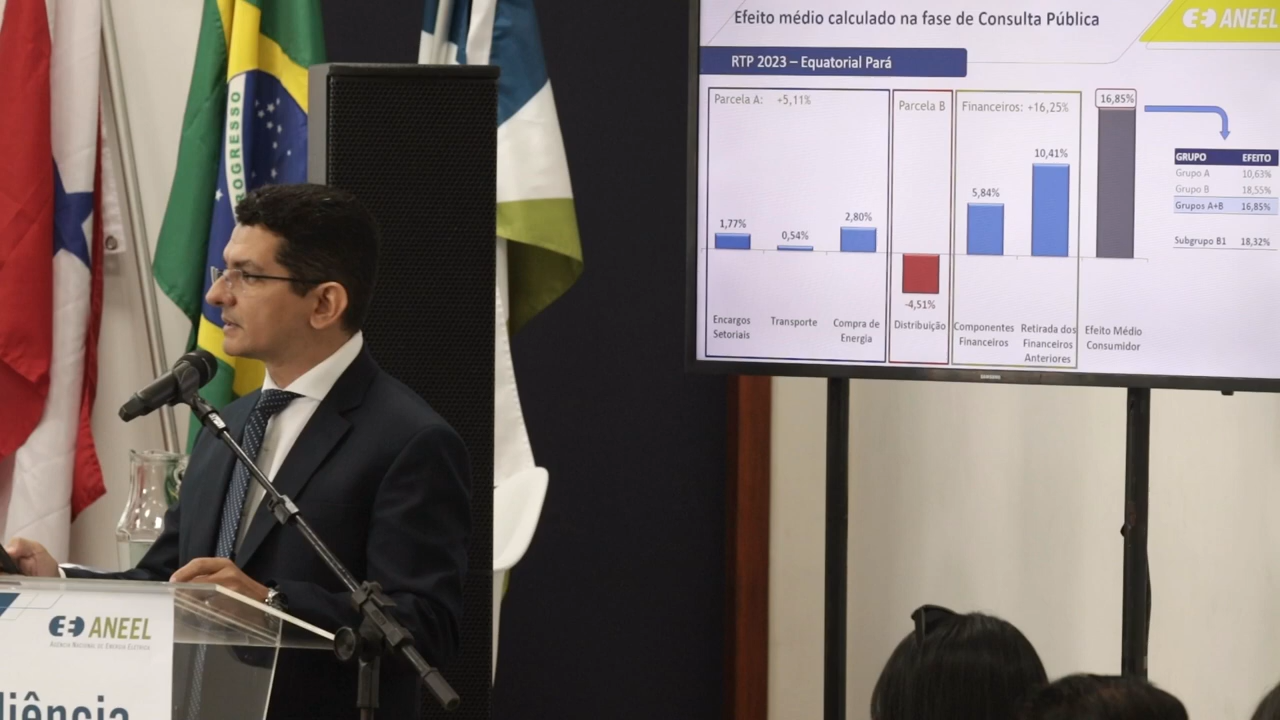 Efeito médio calculado na fase de Consulta Pública
ANEEL
RTP 2023 – Equatorial Pará
Parcela A: +5,11%
Parcela B
Financeiros: +16,25%
16,85%
1,77%
0,54%
2,80%
-4,51%
5,84%
10,41%
Encargos
Setoriais
Transporte
Compra de
Energia
Distribuição
Componentes
Financeiros
Retirada dos
Financeiros
Anteriores
Efeito Médio
Consumidor
GRUPO EFEITO
Grupo A 10,63%
Grupo B 18,55%
Grupos A+B 16,85%
Subgrupo B1 18,32%
SAMSUNG
ROGRESSO
ANEEL
AGÊNCIA NACIONAL DE ENERGIA ELÉTRICA
diência